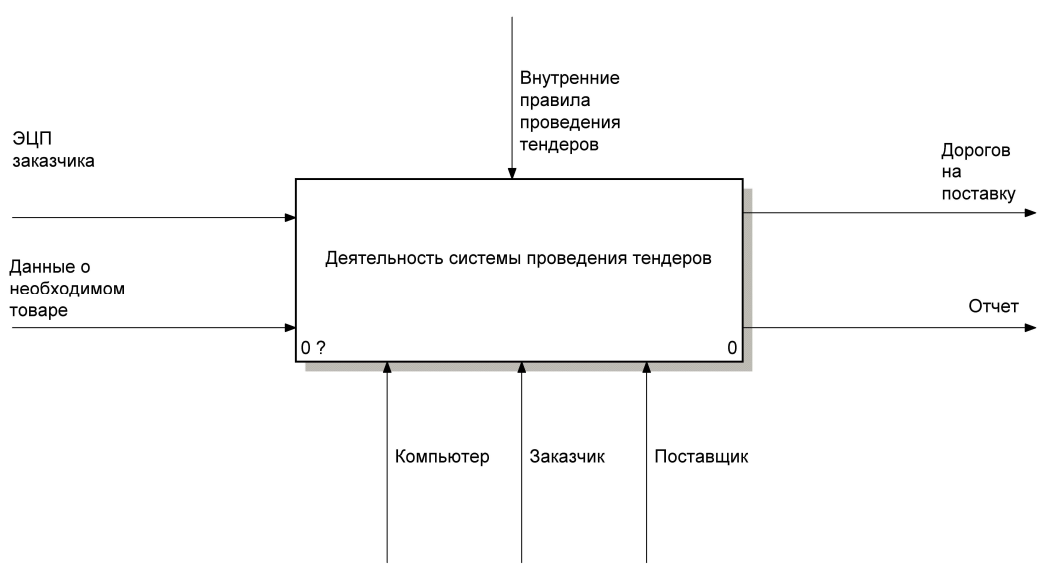 Внутренние
правила
проведения
тендеров
ЭЦП
заказчика
Дорогов
на
поставку
Данные о
необходимом
товаре
Деятельность системы проведения тендеров
Отчет
0 ?
0
Компьютер
Заказчик
Поставщик